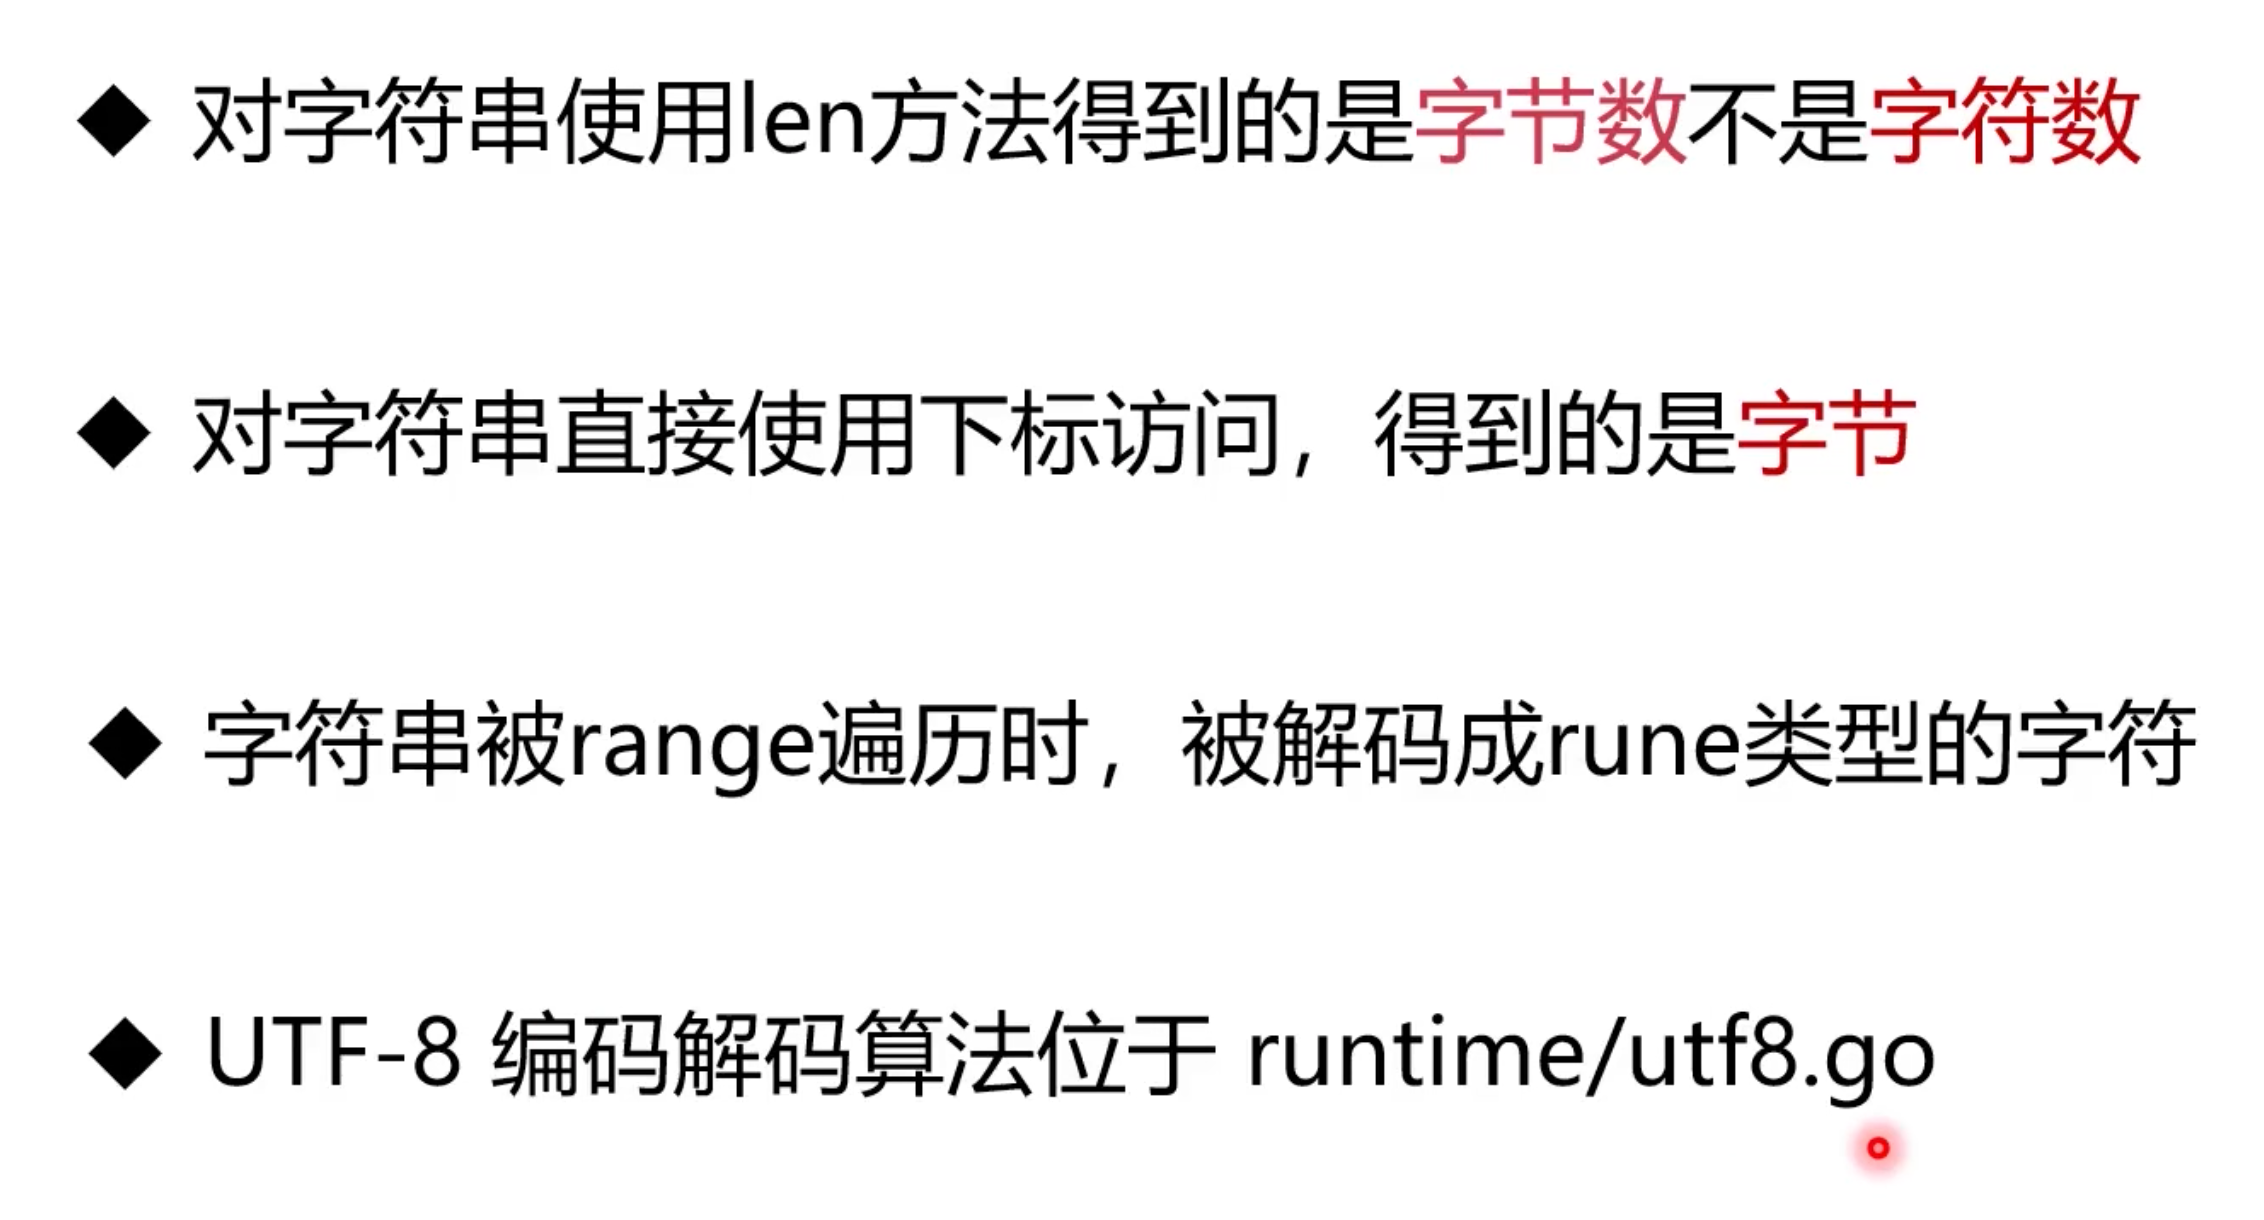 ◆ 对字符串使用len方法得到的是字节数不是字符数
◆ 对字符串直接使用下标访问，得到的是字节
◆ 字符串被range遍历时，被解码成rune类型的字符
◆ UTF-8 编码解码算法位于 runtime/utf8.go